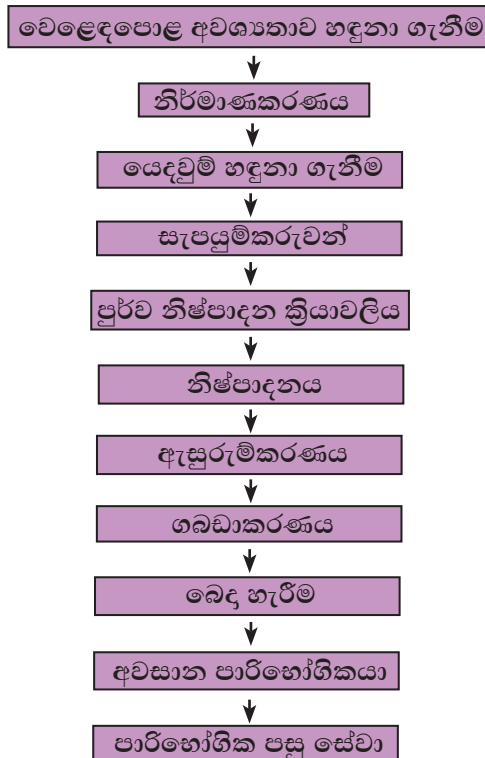 වෙළෙඳපොළ අවශ්‍යතාව හඳුනා ගැනීම
නිර්මාණකරණය
යෙදවුම් හඳුනා ගැනීම
සැපයුම්කරුවන්
පුර්ව නිෂ්පාදන ක්‍රියාවලිය
නිෂ්පාදනය
ඇසුරුම්කරණය
ගබඩාකරණය
බෙදා හැරීම
අවසාන පාරිභෝගිකයා
පාරිභෝගික පසු සේවා